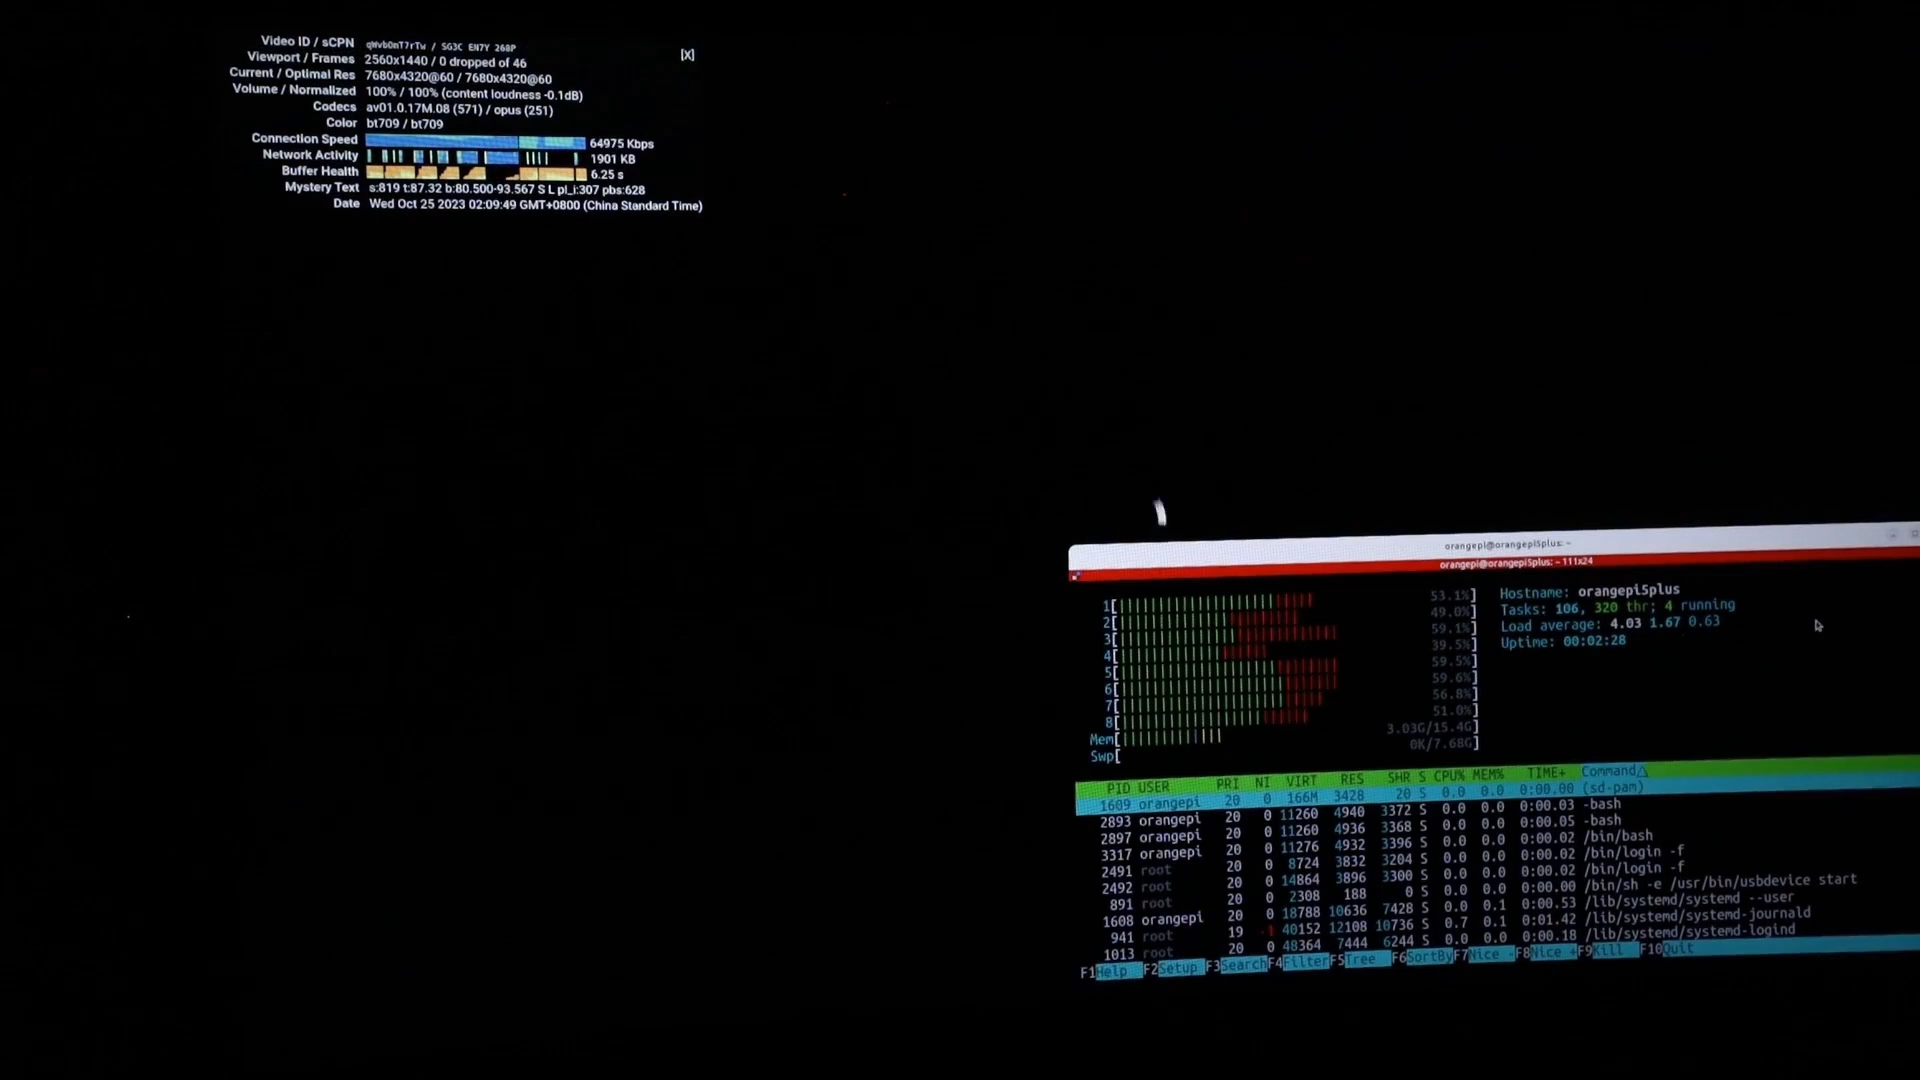 Video ID / sCPN qWvbOnT7rTw / SG3C EN7Y 268P
[X]
Viewport / Frames 2560x1440 / 0 dropped of 46
Current / Optimal Res 7680x4320@60 / 7680x4320@60
Volume / Normalized 100% / 100% (content loudness -0.1dB)
Codecs av01.0.17M.08 (571) / opus (251)
Color bt709 / bt709
Connection Speed 64975 Kbps
Network Activity 1901 KB
Buffer Health 6.25 s
Mystery Text s:819 t:87.32 b:80.500-93.567 S L pl_i:307 pbs:628
Date Wed Oct 25 2023 02:09:49 GMT+0800 (China Standard Time)
orangepi@orangepi5plus: ~
orangepi@orangepi5plus: ~ 111x24
1[ 53.1%]
2[ 49.0%]
3[ 59.1%]
4[ 39.5%]
5[ 59.5%]
6[ 59.6%]
7[ 56.8%]
8[ 51.0%]
Mem[ 3.03G/15.4G]
Swp[ 0K/7.68G]
Hostname: orangepi5plus
Tasks: 106, 320 thr; 4 running
Load average: 4.03 1.67 0.63
Uptime: 00:02:28
PID USER PRI NI VIRT RES SHR S CPU% MEM% TIME+ Command△
1609 orangepi 20 0 166M 3428 20 S 0.0 0.0 0:00.00 (sd-pam)
2893 orangepi 20 0 11260 4940 3372 S 0.0 0.0 0:00.03 -bash
2897 orangepi 20 0 11260 4936 3368 S 0.0 0.0 0:00.05 -bash
3317 orangepi 20 0 11276 4932 3396 S 0.0 0.0 0:00.02 /bin/bash
2491 root 20 0 8724 3832 3204 S 0.0 0.0 0:00.02 /bin/login -f
2492 root 20 0 14864 3896 3300 S 0.0 0.0 0:00.02 /bin/login -f
891 root 20 0 2308 188 0 S 0.0 0.0 0:00.00 /bin/sh -e /usr/bin/usbdevice start
1608 orangepi 20 0 18788 10636 7428 S 0.0 0.1 0:00.53 /lib/systemd/systemd --user
941 root 19 -1 40152 12108 10736 S 0.7 0.1 0:01.42 /lib/systemd/systemd-journald
1013 root 20 0 48364 7444 6244 S 0.0 0.0 0:00.18 /lib/systemd/systemd-logind
F1Help F2Setup F3SearchF4FilterF5Tree F6SortByF7Nice -F8Nice +F9Kill F10Quit